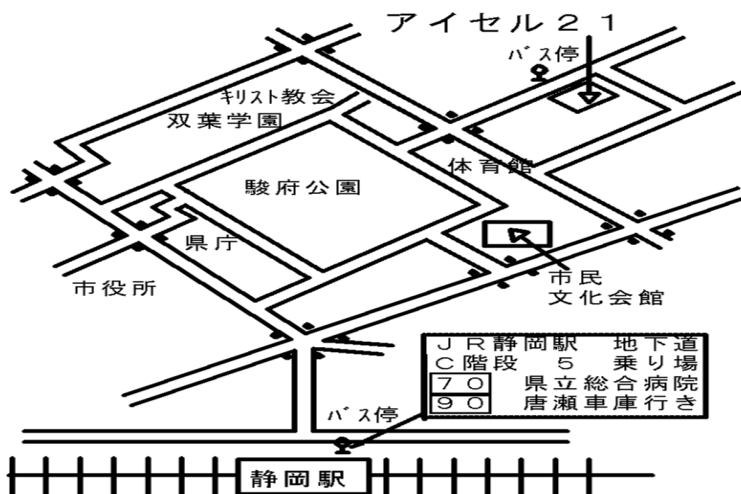 アイセル２１
バス停
キリスト教会
双葉学園
体育館
駿府公園
県庁
市役所
市民
文化会館
ＪＲ静岡駅　地下道
Ｃ階段　５　乗り場
７０　県立総合病院
９０　唐瀬車庫行き
バス停
静岡駅